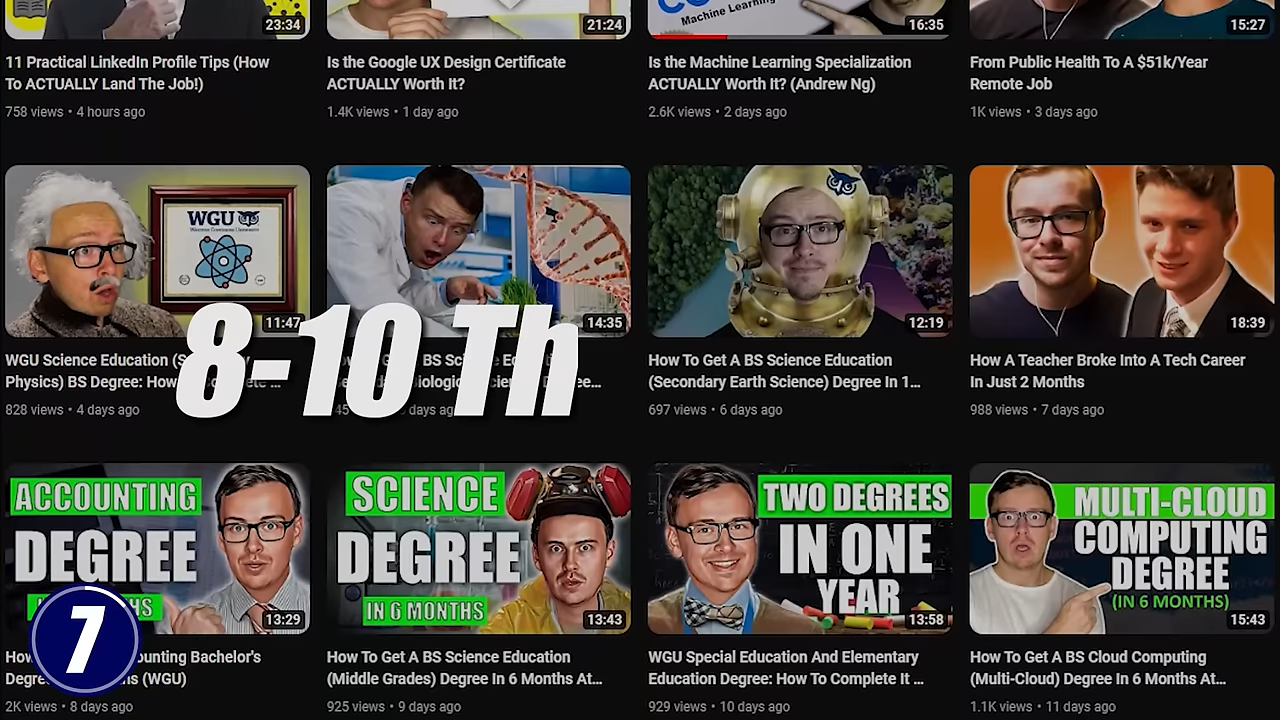 23:34
21:24
Machine Learning
16:35
15:27
11 Practical LinkedIn Profile Tips (How
To ACTUALLY Land The Job!)
758 views • 4 hours ago
Is the Google UX Design Certificate
ACTUALLY Worth It?
1.4K views • 1 day ago
Is the Machine Learning Specialization
ACTUALLY Worth It? (Andrew Ng)
2.6K views • 2 days ago
From Public Health To A $51k/Year
Remote Job
1K views • 3 days ago
WGU
11:47
14:35
12:19
18:39
8-10 Th
WGU Science Education
Physics) BS Degree: How
828 views • 4 days ago
BS
days ago
How To Get A BS Science Education
(Secondary Earth Science) Degree In 1...
697 views • 6 days ago
How A Teacher Broke Into A Tech Career
In Just 2 Months
988 views • 7 days ago
ACCOUNTING
DEGREE
13:29
SCIENCE
DEGREE
IN 6 MONTHS
13:43
TWO DEGREES
IN ONE
YEAR
13:58
MULTI-CLOUD
COMPUTING
DEGREE
(IN 6 MONTHS)
15:43
7
Bachelor's
(WGU)
2K views • 8 days ago
How To Get A BS Science Education
(Middle Grades) Degree In 6 Months At...
925 views • 9 days ago
WGU Special Education And Elementary
Education Degree: How To Complete It ...
929 views • 10 days ago
How To Get A BS Cloud Computing
(Multi-Cloud) Degree In 6 Months At...
1.1K views • 11 days ago